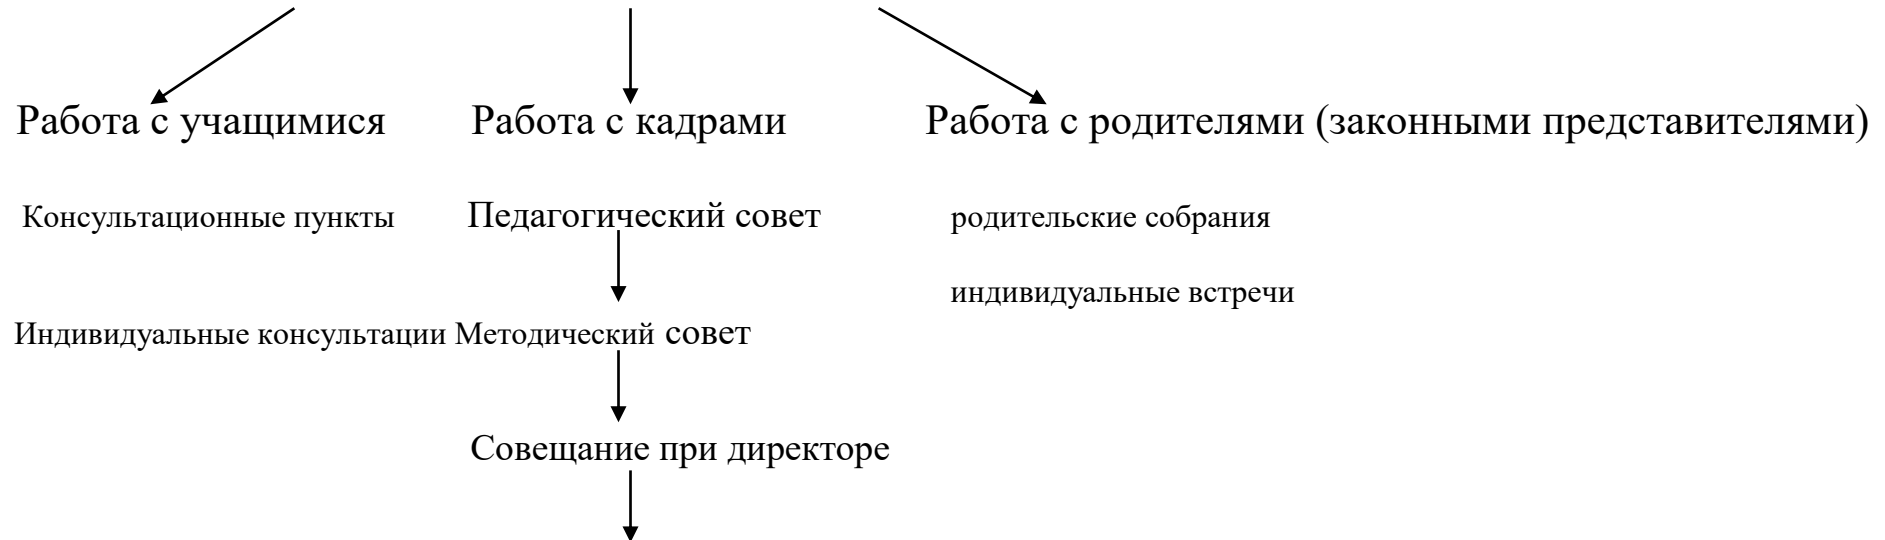 Работа с учащимися Работа с кадрами Работа с родителями (законными представителями)
Консультационные пункты Педагогический совет родительские собрания
индивидуальные встречи
Индивидуальные консультации Методический совет
Совещание при директоре